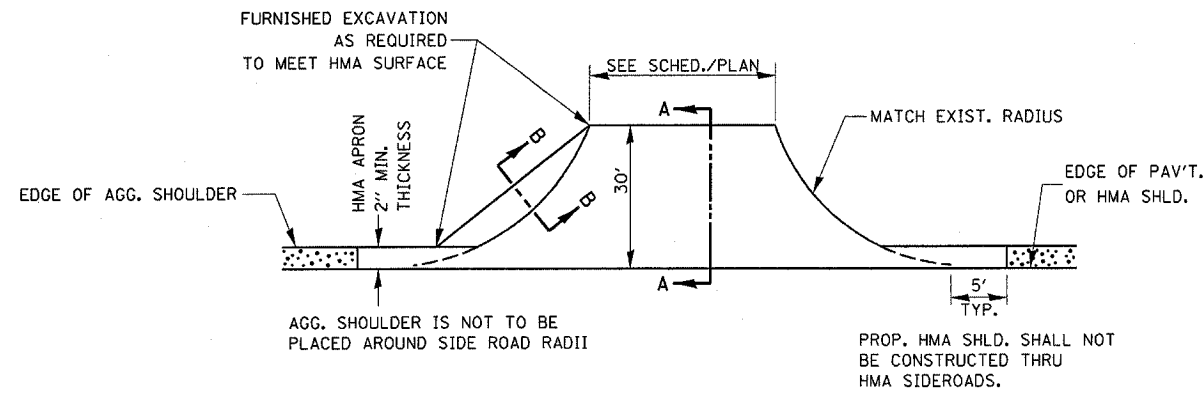 FURNISHED EXCAVATION
AS REQUIRED
TO MEET HMA SURFACE
SEE SCHED./PLAN
A
MATCH EXIST. RADIUS
B
HMA APRON
2" MIN.
THICKNESS
30'
EDGE OF PAV'T.
OR HMA SHLD.
EDGE OF AGG. SHOULDER
B
A
5'
TYP.
AGG. SHOULDER IS NOT TO BE
PLACED AROUND SIDE ROAD RADII
PROP. HMA SHLD. SHALL NOT
BE CONSTRUCTED THRU
HMA SIDEROADS.